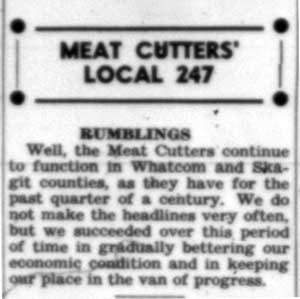 MEAT CUTTERS'
LOCAL 247
RUMBLINGS
Well, the Meat Cutters continue
to function in Whatcom and Ska-
git counties, as they have for the
past quarter of a century. We do
not make the headlines very often,
but we succeeded over this period
of time in gradually bettering our
economic condition and in keeping
our place in the van of progress.